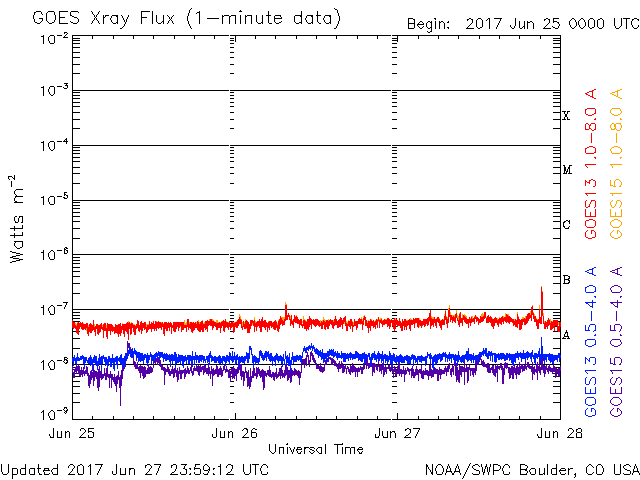 GOES Xray Flux (1-minute data)
Begin: 2017 Jun 25 0000 UTC
10⁻²
10⁻³
10⁻⁴
10⁻⁵
10⁻⁶
10⁻⁷
10⁻⁸
10⁻⁹
Watts m⁻²
X
M
C
B
A
GOES13 1.0-8.0 A
GOES15 1.0-8.0 A
GOES13 0.5-4.0 A
GOES15 0.5-4.0 A
Jun 25
Jun 26
Jun 27
Jun 28
Universal Time
Updated 2017 Jun 27 23:59:12 UTC
NOAA/SWPC Boulder, CO USA